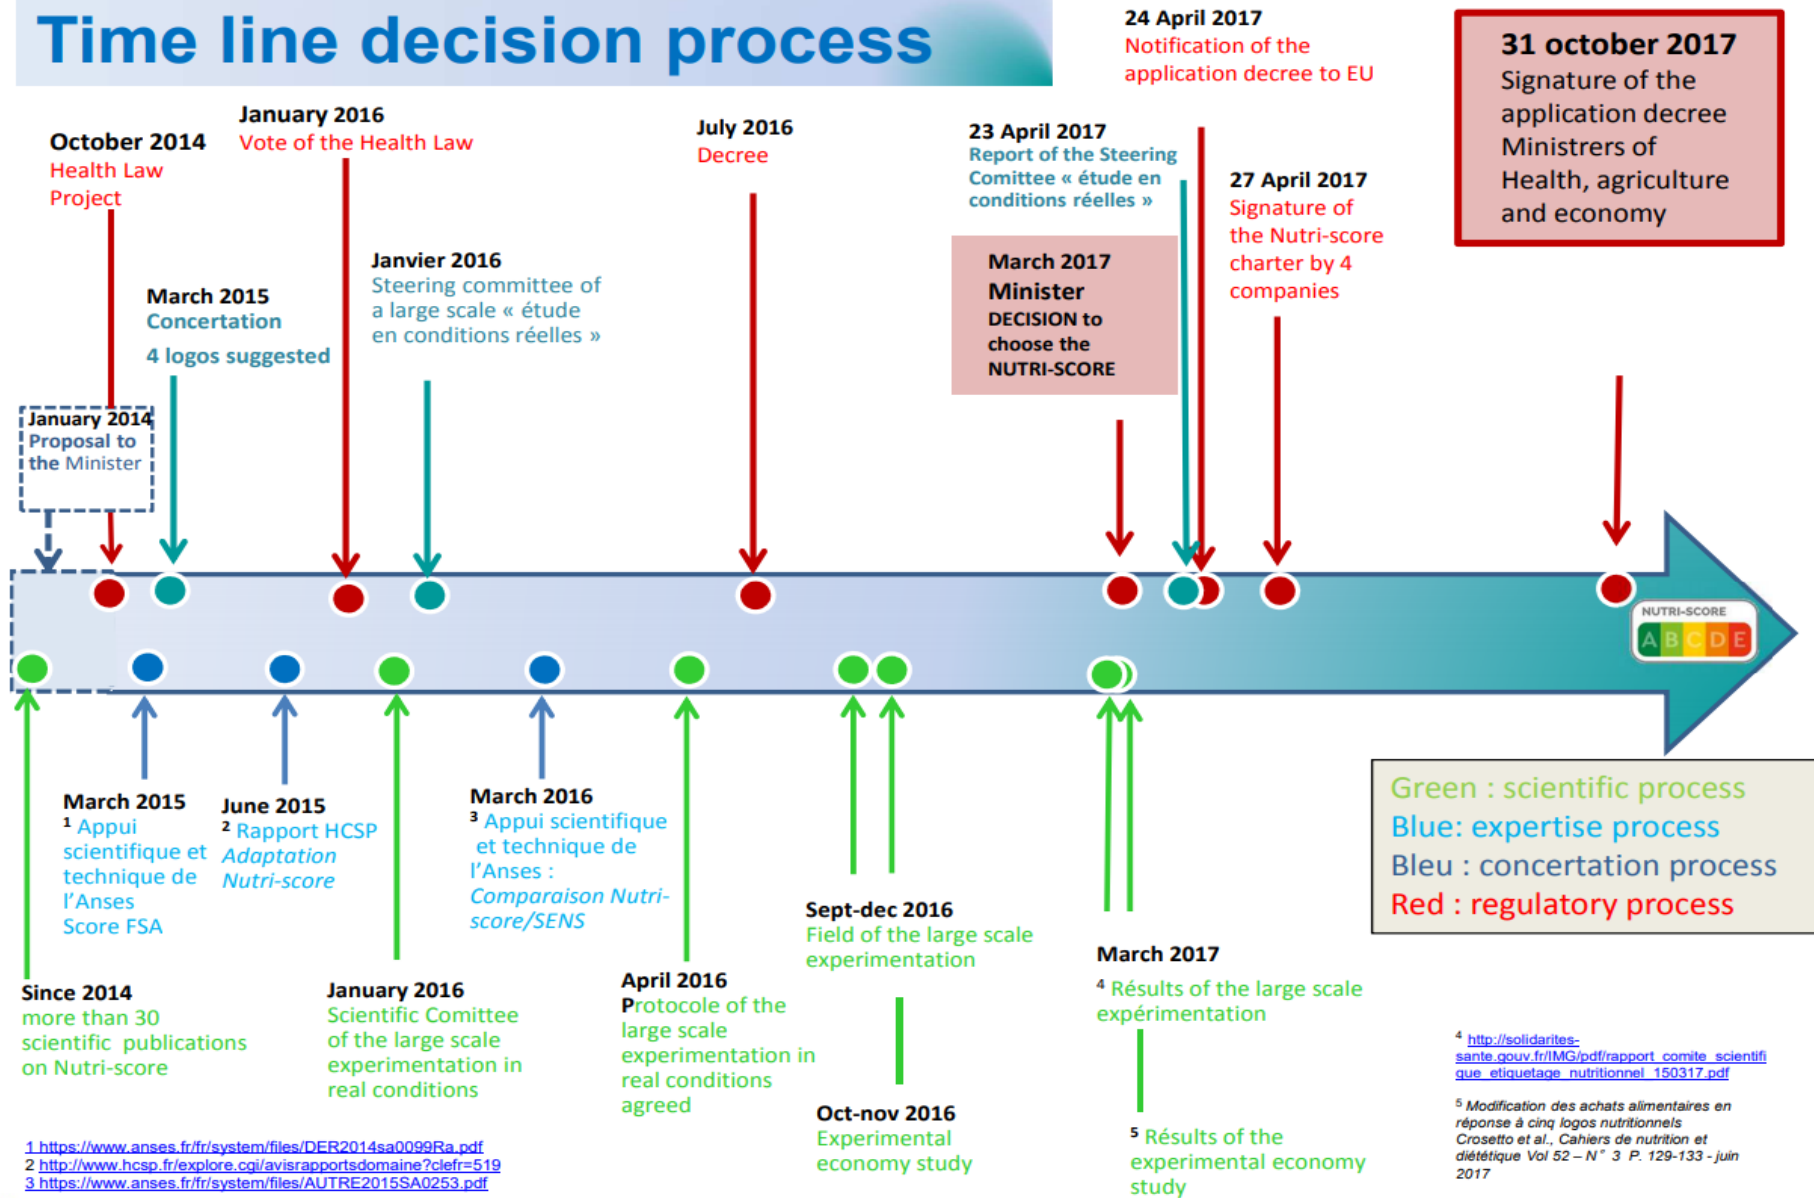 Time line decision process
October 2014
Health Law
Project
January 2016
Vote of the Health Law
July 2016
Decree
24 April 2017
Notification of the
application decree to EU
31 october 2017
Signature of the
application decree
Ministrers of
Health, agriculture
and economy
23 April 2017
Report of the Steering
Comittee « étude en
conditions réelles »
27 April 2017
Signature of
the Nutri-score
charter by 4
companies
March 2015
Concertation
4 logos suggested
Janvier 2016
Steering committee of
a large scale « étude
en conditions réelles »
March 2017
Minister
DECISION to
choose the
NUTRI-SCORE
January 2014
Proposal to
the Minister
NUTRI-SCORE
A B C D E
March 2015
1 Appui
scientifique et
technique de
l'Anses
Score FSA
June 2015
2 Rapport HCSP
Adaptation
Nutri-score
March 2016
3 Appui scientifique
et technique de
l'Anses :
Comparaison Nutri-
score/SENS
Green : scientific process
Blue: expertise process
Bleu : concertation process
Red : regulatory process
Since 2014
more than 30
scientific publications
on Nutri-score
January 2016
Scientific Comittee
of the large scale
experimentation in
real conditions
April 2016
Protocole of the
large scale
experimentation in
real conditions
agreed
Sept-dec 2016
Field of the large scale
experimentation
Oct-nov 2016
Experimental
economy study
March 2017
4 Résults of the large scale
expérimentation
5 Résults of the
experimental economy
study
1 https://www.anses.fr/fr/system/files/DER2014sa0099Ra.pdf
2 http://www.hcsp.fr/explore.cgi/avisrapportsdomaine?clefr=519
3 https://www.anses.fr/fr/system/files/AUTRE2015SA0253.pdf
4 http://solidarites-
sante.gouv.fr/IMG/pdf/rapport_comite_scientifi
que_etiquetage_nutritionnel_150317.pdf
5 Modification des achats alimentaires en
réponse à cinq logos nutritionnels
Crosetto et al., Cahiers de nutrition et
diététique Vol 52 – N° 3 P. 129-133 - juin
2017